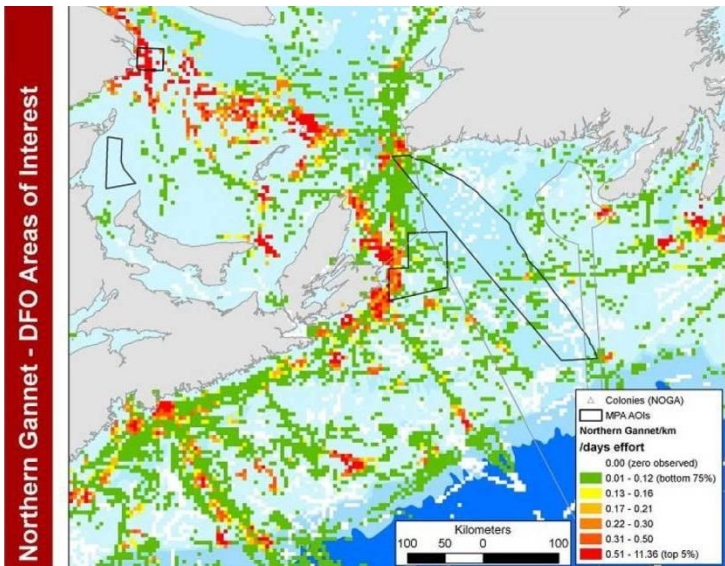 Northern Gannet - DFO Areas of Interest
Colonies (NOGA)
MPA AOIs
Northern Gannet/km
/days effort
0.00 (zero observed)
0.01 - 0.12 (bottom 75%)
0.13 - 0.16
0.17 - 0.21
0.22 - 0.30
0.31 - 0.50
0.51 - 11.36 (top 5%)
Kilometers
100 50 0 100